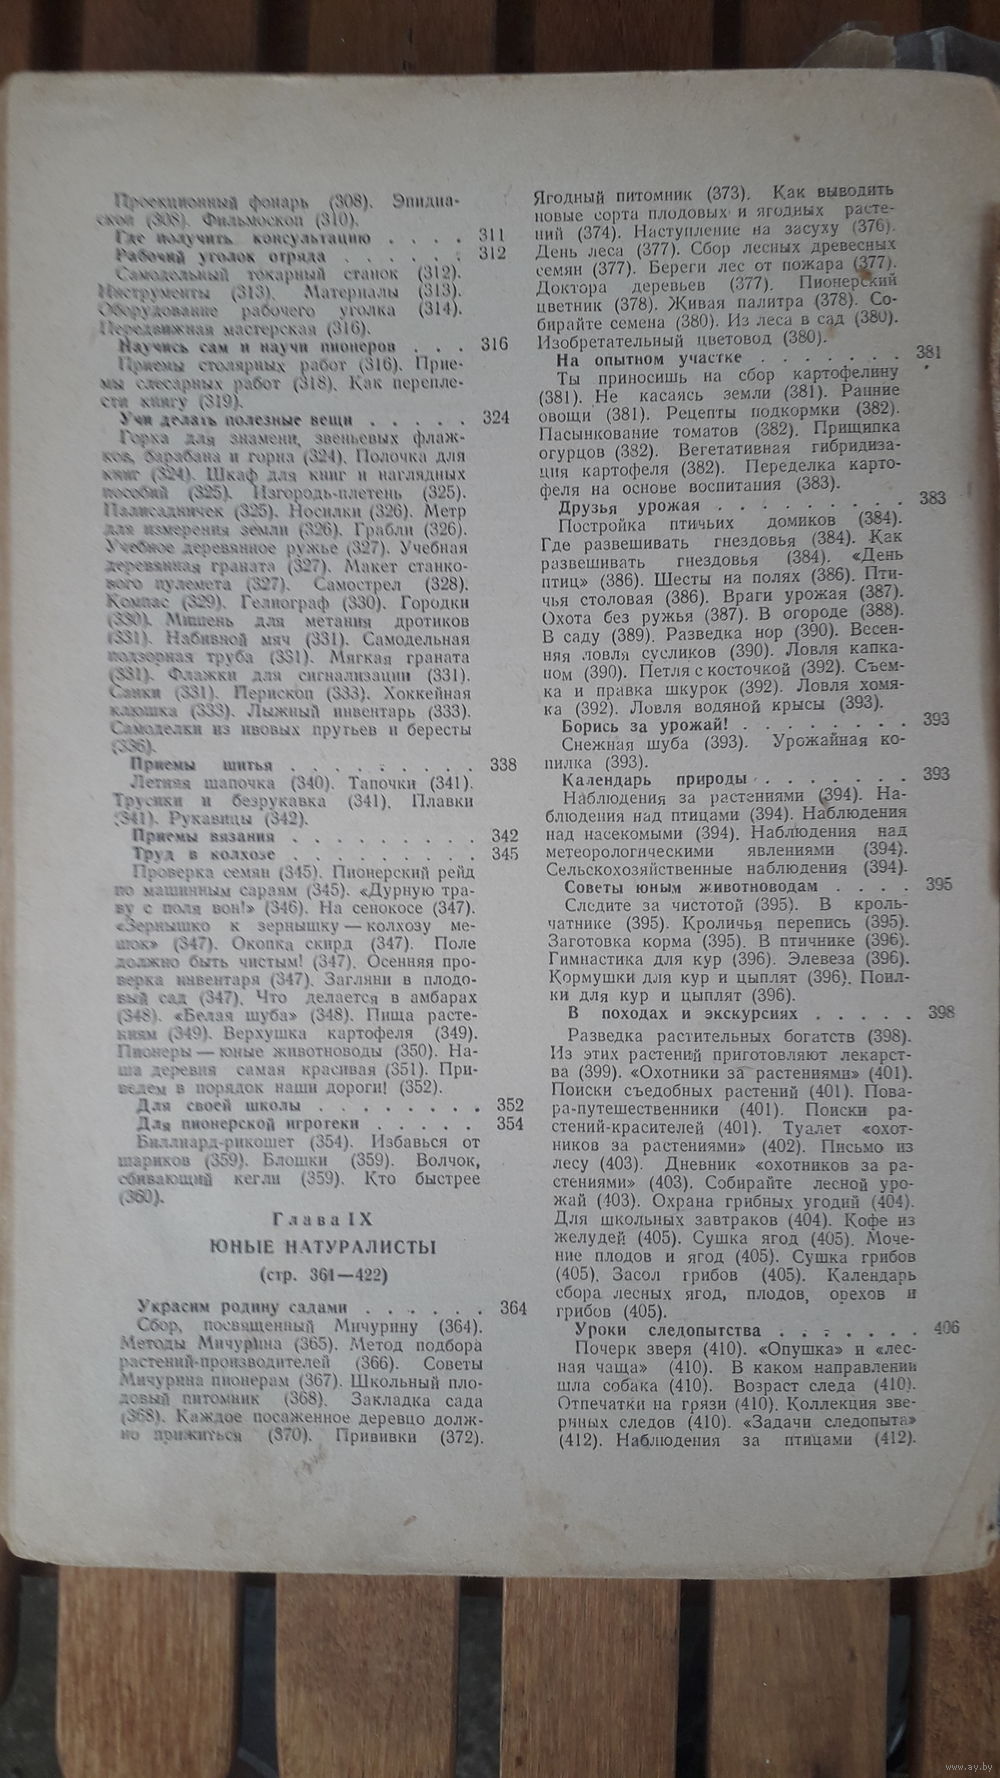 Проекционный фонарь (308). Эпидиа-
скоп (308). Фильмоскоп (310).
Где получить консультацию . . . . 311
Рабочий уголок отряда . . . . . . 312
Самодельный токарный станок (312).
Инструменты (313). Материалы (313).
Оборудование рабочего уголка (314).
Передвижная мастерская (316).
Научись сам и научи пионеров . . . 316
Приемы столярных работ (316). Прие-
мы слесарных работ (318). Как перепле-
сти книгу (319).
Учи делать полезные вещи . . . . . 324
Горка для знамени, звеньевых флаж-
ков, барабана и горна (324). Полочка для
книг (324). Шкаф для книг и наглядных
пособий (325). Изгородь-плетень (325).
Палисадничек (325). Носилки (326). Метр
для измерения земли (326). Грабли (326).
Учебное деревянное ружье (327). Учебная
деревянная граната (327). Макет станко-
вого пулемета (327). Самострел (328).
Компас (329). Гелиограф (330). Городки
(330). Мишень для метания дротиков
(331). Набивной мяч (331). Самодельная
подзорная труба (331). Мягкая граната
(331). Флажки для сигнализации (331).
Санки (331). Перископ (333). Хоккейная
клюшка (333). Лыжный инвентарь (333).
Самоделки из ивовых прутьев и бересты
(336).
Приемы шитья . . . . . . . . . 338
Летняя шапочка (340). Тапочки (341).
Трусики и безрукавка (341). Плавки
(341). Рукавицы (342).
Приемы вязания . . . . . . . . . 342
Труд в колхозе . . . . . . . . . 345
Проверка семян (345). Пионерский рейд
по машинным сараям (345). «Дурную тра-
ву с поля вон!» (346). На сенокосе (347).
«Зернышко к зернышку — колхозу ме-
шок» (347). Окопка скирд (347). Поле
должно быть чистым! (347). Осенняя про-
верка инвентаря (347). Загляни в плодо-
вый сад (347). Что делается в амбарах
(348). «Белая шуба» (348). Пища расте-
ниям (349). Верхушка картофеля (349).
Пионеры — юные животноводы (350). На-
ша деревня самая красивая (351). При-
ведем в порядок наши дороги! (352).
Для своей школы . . . . . . . . 352
Для пионерской игротеки . . . . . 354
Биллиард-рикошет (354). Избавься от
шариков (359). Блошки (359). Волчок,
сбивающий кегли (359). Кто быстрее
(360).
Глава IX
ЮНЫЕ НАТУРАЛИСТЫ
(стр. 361—422)
Украсим родину садами . . . . . . 364
Сбор, посвященный Мичурину (364).
Методы Мичурина (365). Метод подбора
растений-производителей (366). Советы
Мичурина пионерам (367). Школьный пло-
довый питомник (368). Закладка сада
(368). Каждое посаженное деревцо долж-
но прижиться (370). Прививки (372).
Ягодный питомник (373). Как выводить
новые сорта плодовых и ягодных расте-
ний (374). Наступление на засуху (376).
День леса (377). Сбор лесных древесных
семян (377). Береги лес от пожара (377).
Доктора деревьев (377). Пионерский
цветник (378). Живая палитра (378). Со-
бирайте семена (380). Из леса в сад (380).
Изобретательный цветовод (380).
На опытном участке . . . . . . . 381
Ты приносишь на сбор картофелину
(381). Не касаясь земли (381). Ранние
овощи (381). Рецепты подкормки (382).
Пасынкование томатов (382). Прищипка
огурцов (382). Вегетативная гибридиза-
ция картофеля (382). Переделка карто-
феля на основе воспитания (383).
Друзья урожая . . . . . . . . . 383
Постройка птичьих домиков (384).
Где развешивать гнездовья (384). Как
развешивать гнездовья (384). «День
птиц» (386). Шесты на полях (386). Пти-
чья столовая (386). Враги урожая (387).
Охота без ружья (387). В огороде (388).
В саду (389). Разведка нор (390). Весен-
няя ловля сусликов (390). Ловля капка-
ном (390). Петля с косточкой (392). Съем-
ка и правка шкурок (392). Ловля хомя-
ка (392). Ловля водяной крысы (393).
Борись за урожай! . . . . . . . . 393
Снежная шуба (393). Урожайная ко-
пилка (393).
Календарь природы . . . . . . . 393
Наблюдения за растениями (394). На-
блюдения над птицами (394). Наблюдения
над насекомыми (394). Наблюдения над
метеорологическими явлениями (394).
Сельскохозяйственные наблюдения (394).
Советы юным животноводам . . . . 395
Следите за чистотой (395). В кроль-
чатнике (395). Кроличья перепись (395).
Заготовка корма (395). В птичнике (396).
Гимнастика для кур (396). Элевеза (396).
Кормушки для кур и цыплят (396). Поил-
ки для кур и цыплят (396).
В походах и экскурсиях . . . . . 398
Разведка растительных богатств (398).
Из этих растений приготовляют лекарст-
ва (399). «Охотники за растениями» (401).
Поиски съедобных растений (401). Пова-
ра-путешественники (401). Поиски ра-
стений-красителей (401). Туалет «охот-
ников за растениями» (402). Письмо из
лесу (403). Дневник «охотников за ра-
стениями» (403). Собирайте лесной уро-
жай (403). Охрана грибных угодий (404).
Для школьных завтраков (404). Кофе из
желудей (405). Сушка ягод (405). Моче-
ние плодов и ягод (405). Сушка грибов
(405). Засол грибов (405). Календарь
сбора лесных ягод, плодов, орехов и
грибов (405).
Уроки следопытства . . . . . . . 406
Почерк зверя (410). «Опушка» и «лес-
ная чаща» (410). В каком направлении
шла собака (410). Возраст следа (410).
Отпечатки на грязи (410). Коллекция зве-
риных следов (410). «Задачи следопыта»
(412). Наблюдения за птицами (412).
www.ay.by